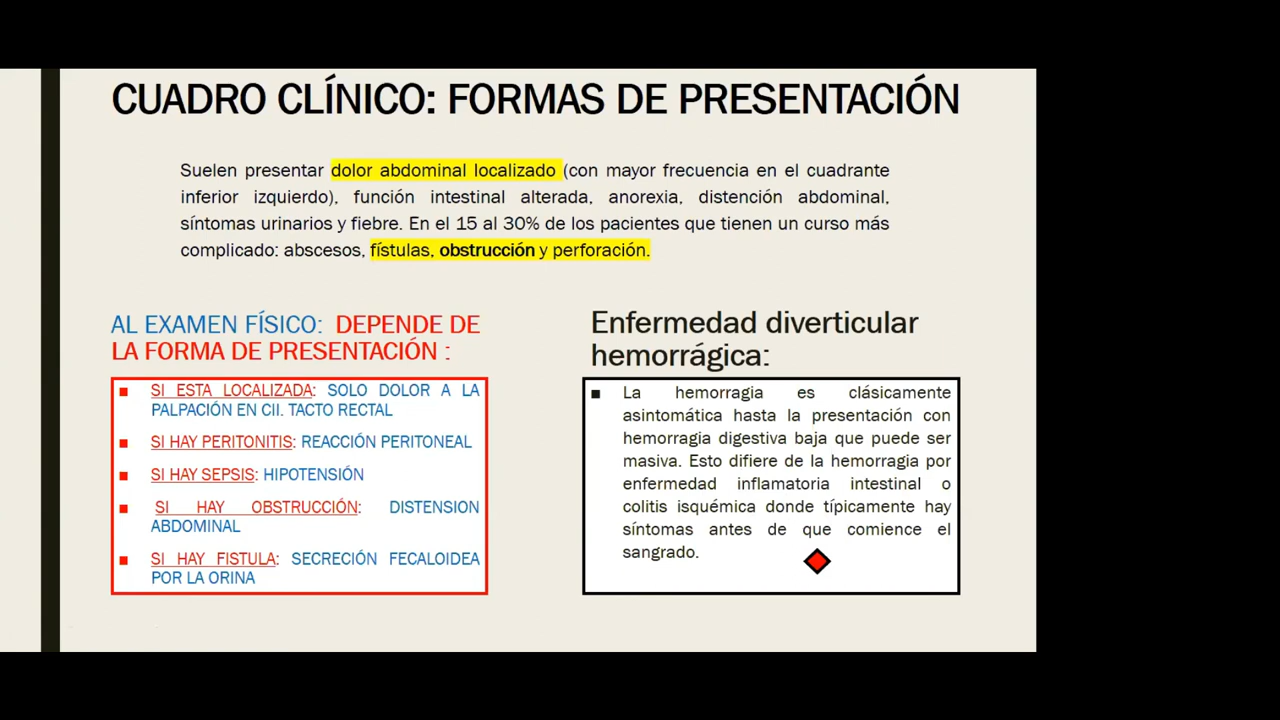 CUADRO CLÍNICO: FORMAS DE PRESENTACIÓN
Suelen presentar dolor abdominal localizado (con mayor frecuencia en el cuadrante
inferior izquierdo), función intestinal alterada, anorexia, distención abdominal,
síntomas urinarios y fiebre. En el 15 al 30% de los pacientes que tienen un curso más
complicado: abscesos, fístulas, obstrucción y perforación.
AL EXAMEN FÍSICO: DEPENDE DE
LA FORMA DE PRESENTACIÓN :
■ SI ESTA LOCALIZADA: SOLO DOLOR A LA
PALPACIÓN EN CII. TACTO RECTAL
■ SI HAY PERITONITIS: REACCIÓN PERITONEAL
■ SI HAY SEPSIS: HIPOTENSIÓN
■ SI HAY OBSTRUCCIÓN: DISTENSION
ABDOMINAL
■ SI HAY FISTULA: SECRECIÓN FECALOIDEA
POR LA ORINA
Enfermedad diverticular
hemorrágica:
■ La hemorragia es clásicamente
asintomática hasta la presentación con
hemorragia digestiva baja que puede ser
masiva. Esto difiere de la hemorragia por
enfermedad inflamatoria intestinal o
colitis isquémica donde típicamente hay
síntomas antes de que comience el
sangrado.